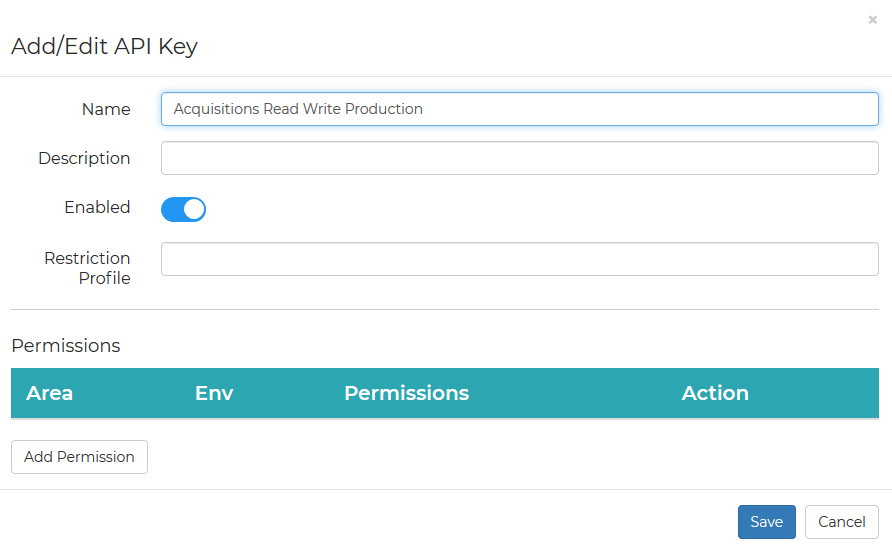 ×
Add/Edit API Key
Name
Acquisitions Read Write Production
Description
Enabled
Restriction
Profile
Permissions
Area Env Permissions Action
Add Permission
Save Cancel